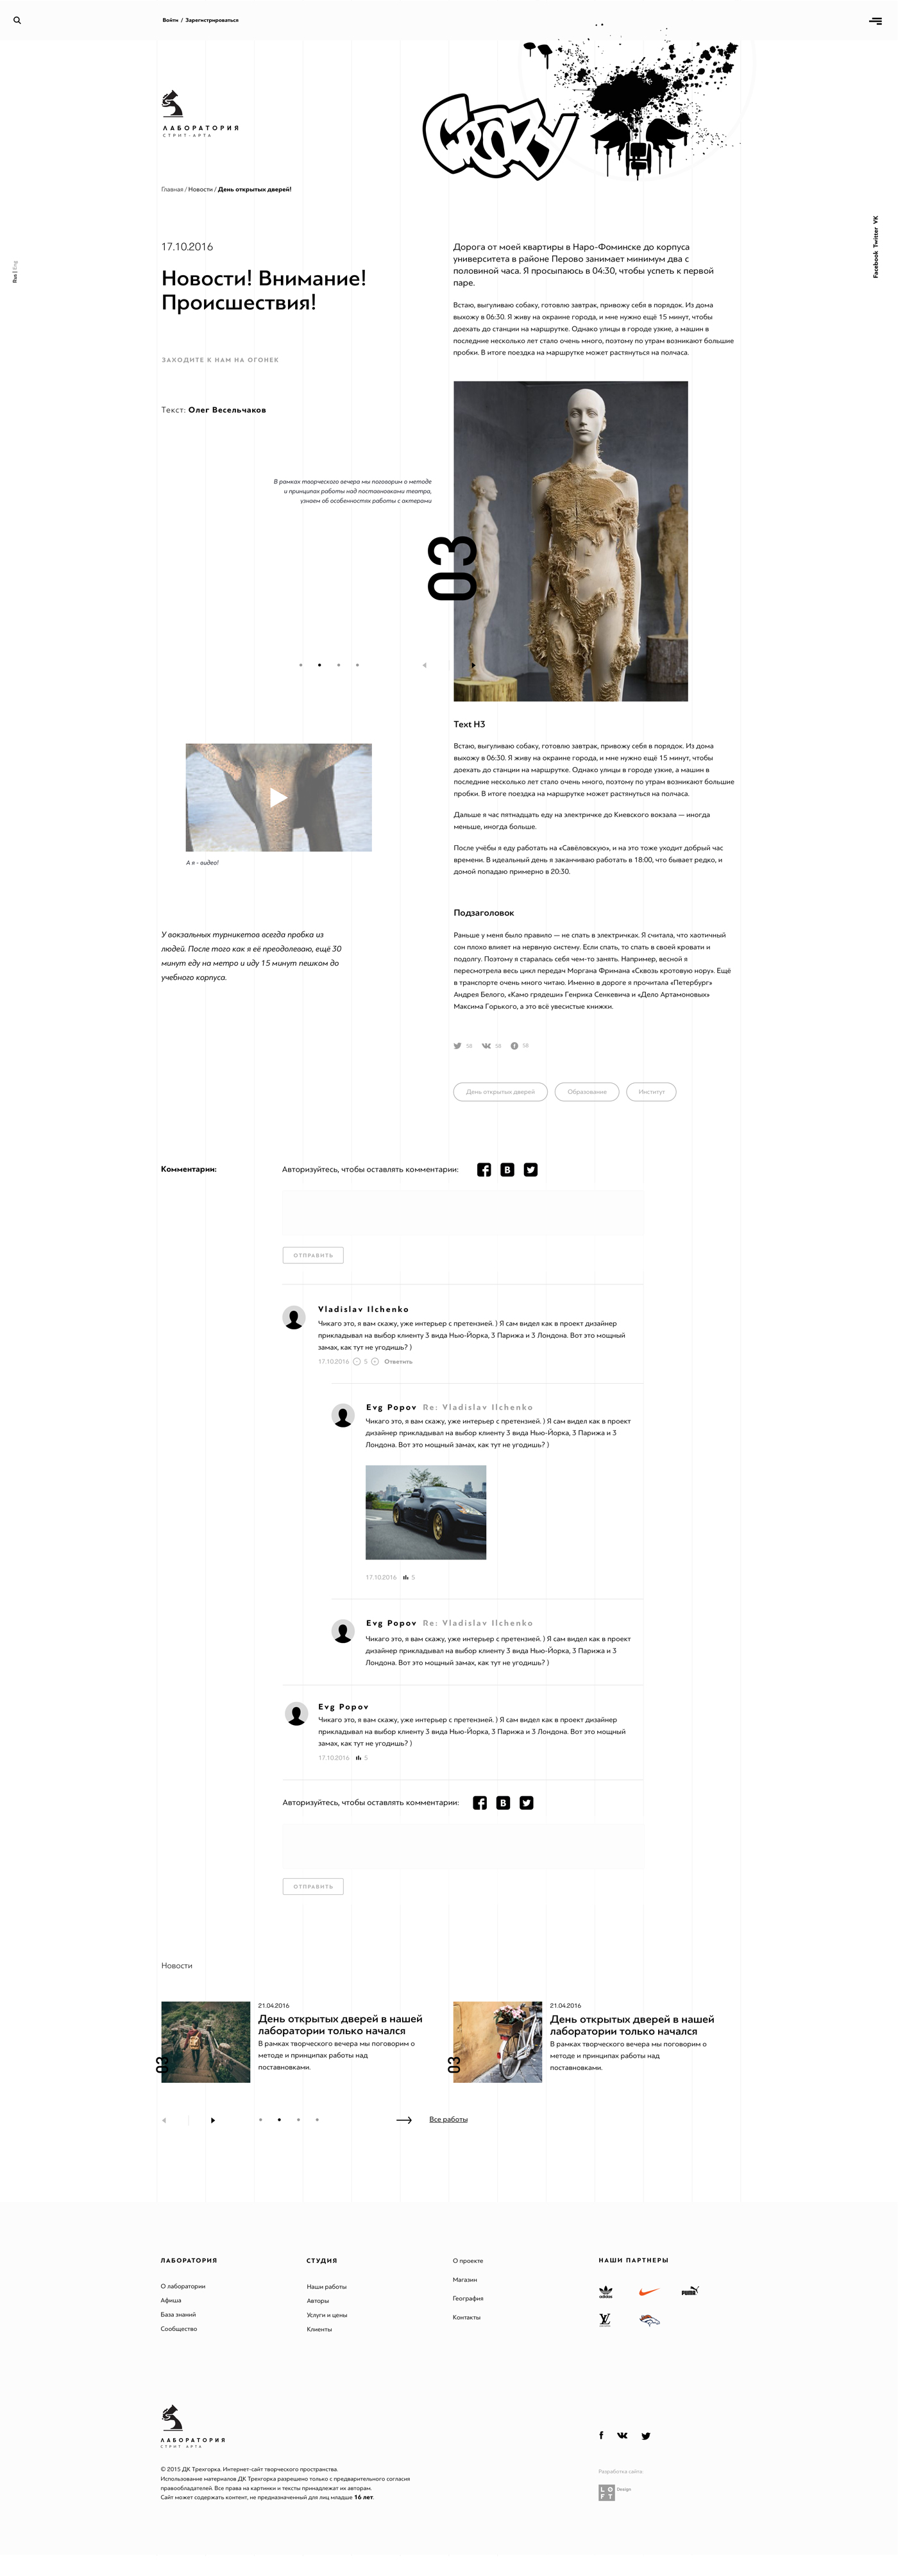 Войти / Зарегистрироваться
CRAZY
ЛАБОРАТОРИЯ
СТРИТ-АРТА
Главная / Новости / День открытых дверей!
Facebook Twitter VK
Rus | Eng
17.10.2016
Новости! Внимание!
Происшествия!
ЗАХОДИТЕ К НАМ НА ОГОНЕК
Текст: Олег Весельчаков
Дорога от моей квартиры в Наро-Фоминске до корпуса
университета в районе Перово занимает минимум два с
половиной часа. Я просыпаюсь в 04:30, чтобы успеть к первой
паре.
Встаю, выгуливаю собаку, готовлю завтрак, привожу себя в порядок. Из дома
выхожу в 06:30. Я живу на окраине города, и мне нужно ещё 15 минут, чтобы
доехать до станции на маршрутке. Однако улицы в городе узкие, а машин в
последние несколько лет стало очень много, поэтому по утрам возникают большие
пробки. В итоге поездка на маршрутке может растянуться на полчаса.
В рамках творческого вечера мы поговорим о методе
и принципах работы над постановками театра,
узнаем об особенностях работы с актерами
03
Text H3
Встаю, выгуливаю собаку, готовлю завтрак, привожу себя в порядок. Из дома
выхожу в 06:30. Я живу на окраине города, и мне нужно ещё 15 минут, чтобы
доехать до станции на маршрутке. Однако улицы в городе узкие, а машин в
последние несколько лет стало очень много, поэтому по утрам возникают большие
пробки. В итоге поездка на маршрутке может растянуться на полчаса.
Дальше я час пятнадцать еду на электричке до Киевского вокзала — иногда
меньше, иногда больше.
После учёбы я еду работать на «Савёловскую», и на это тоже уходит добрый час
времени. В идеальный день я заканчиваю работать в 18:00, что бывает редко, и
домой попадаю примерно в 20:30.
А я - видео!
У вокзальных турникетов всегда пробка из
людей. После того как я её преодолеваю, ещё 30
минут еду на метро и иду 15 минут пешком до
учебного корпуса.
Подзаголовок
Раньше у меня было правило — не спать в электричках. Я считала, что хаотичный
сон плохо влияет на нервную систему. Если спать, то спать в своей кровати и
подолгу. Поэтому я старалась себя чем-то занять. Например, весной я
пересмотрела весь цикл передач Моргана Фримана «Сквозь кротовую нору». Ещё
в транспорте очень много читаю. Именно в дороге я прочитала «Петербург»
Андрея Белого, «Камо грядеши» Генрика Сенкевича и «Дело Артамоновых»
Максима Горького, а это всё увесистые книжки.
58 58 58
День открытых дверей Образование Институт
Комментарии:
Авторизуйтесь, чтобы оставлять комментарии:
ОТПРАВИТЬ
Vladislav Ilchenko
Чикаго это, я вам скажу, уже интерьер с претензией. ) Я сам видел как в проект дизайнер
прикладывал на выбор клиенту 3 вида Нью-Йорка, 3 Парижа и 3 Лондона. Вот это мощный
замах, как тут не угодишь? )
17.10.2016 5 Ответить
Evg Popov Re: Vladislav Ilchenko
Чикаго это, я вам скажу, уже интерьер с претензией. ) Я сам видел как в проект
дизайнер прикладывал на выбор клиенту 3 вида Нью-Йорка, 3 Парижа и 3
Лондона. Вот это мощный замах, как тут не угодишь? )
17.10.2016 5
Evg Popov Re: Vladislav Ilchenko
Чикаго это, я вам скажу, уже интерьер с претензией. ) Я сам видел как в проект
дизайнер прикладывал на выбор клиенту 3 вида Нью-Йорка, 3 Парижа и 3
Лондона. Вот это мощный замах, как тут не угодишь? )
Evg Popov
Чикаго это, я вам скажу, уже интерьер с претензией. ) Я сам видел как в проект дизайнер
прикладывал на выбор клиенту 3 вида Нью-Йорка, 3 Парижа и 3 Лондона. Вот это мощный
замах, как тут не угодишь? )
17.10.2016 5
Авторизуйтесь, чтобы оставлять комментарии:
ОТПРАВИТЬ
Новости
03
21.04.2016
День открытых дверей в нашей
лаборатории только начался
В рамках творческого вечера мы поговорим о
методе и принципах работы над
поставновками.
03
21.04.2016
День открытых дверей в нашей
лаборатории только начался
В рамках творческого вечера мы поговорим о
методе и принципах работы над
поставновками.
Все работы
ЛАБОРАТОРИЯ
О лаборатории
Афиша
База знаний
Сообщество
СТУДИЯ
Наши работы
Авторы
Услуги и цены
Клиенты
О проекте
Магазин
География
Контакты
НАШИ ПАРТНЕРЫ
adidas
PUMA
ЛАБОРАТОРИЯ
СТРИТ АРТА
© 2015 ДК Трехгорка. Интернет-сайт творческого пространства.
Использование материалов ДК Трехгорка разрешено только с предварительного согласия
правообладателей. Все права на картинки и тексты принадлежат их авторам.
Сайт может содержать контент, не предназначенный для лиц младше 16 лет.
Разработка сайта
LOFT Design